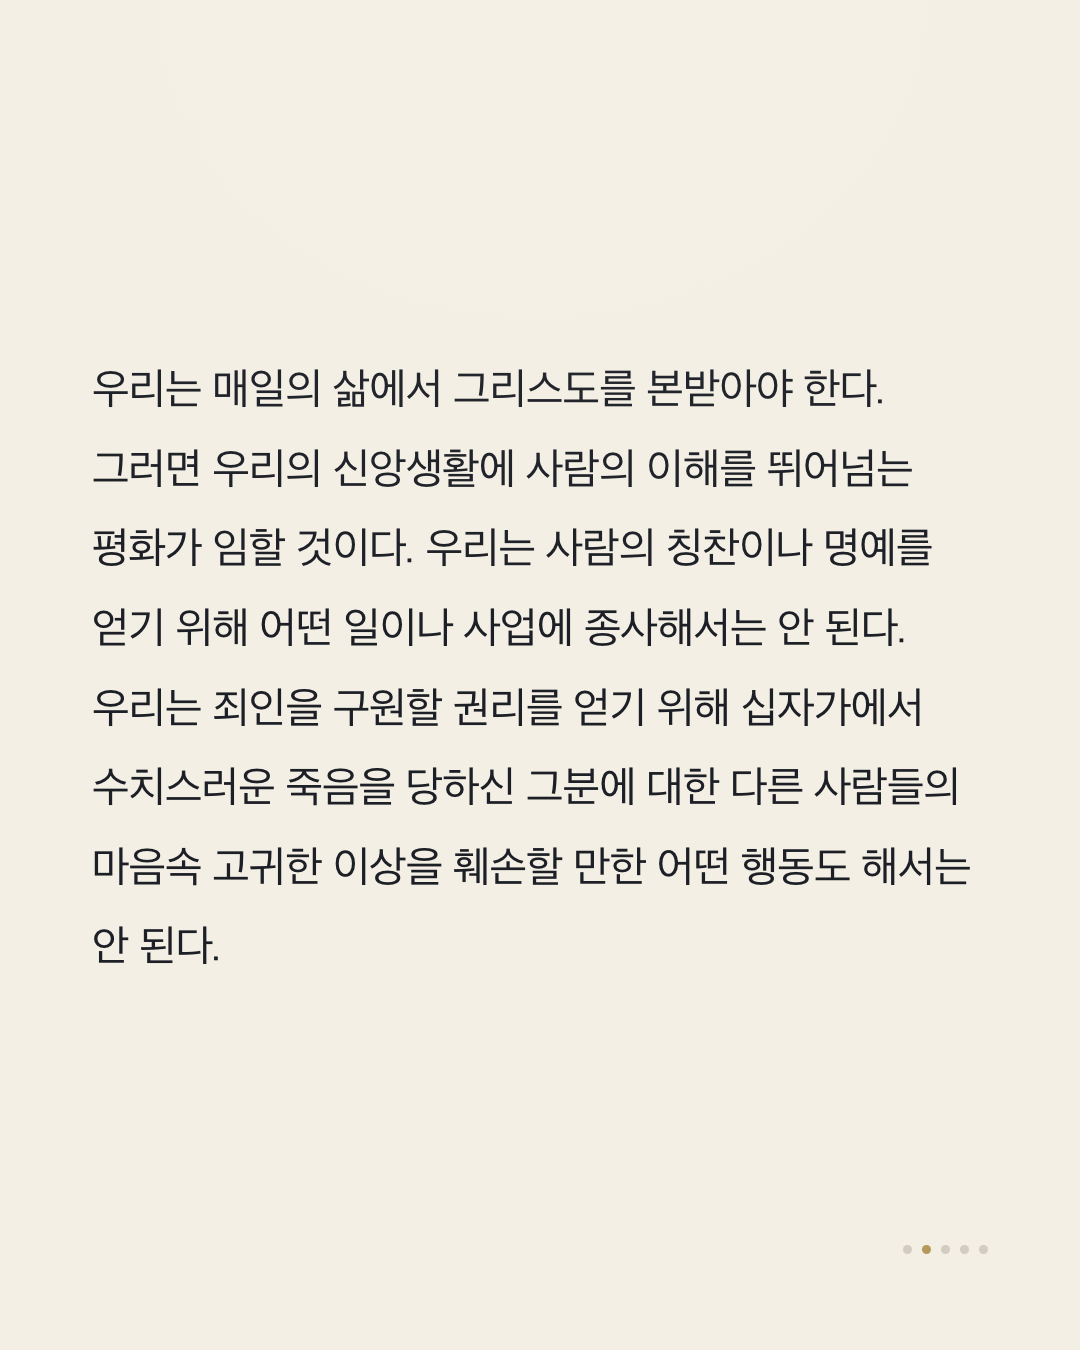 우리는 매일의 삶에서 그리스도를 본받아야 한다.
그러면 우리의 신앙생활에 사람의 이해를 뛰어넘는
평화가 임할 것이다. 우리는 사람의 칭찬이나 명예를
얻기 위해 어떤 일이나 사업에 종사해서는 안 된다.
우리는 죄인을 구원할 권리를 얻기 위해 십자가에서
수치스러운 죽음을 당하신 그분에 대한 다른 사람들의
마음속 고귀한 이상을 훼손할 만한 어떤 행동도 해서는
안 된다.